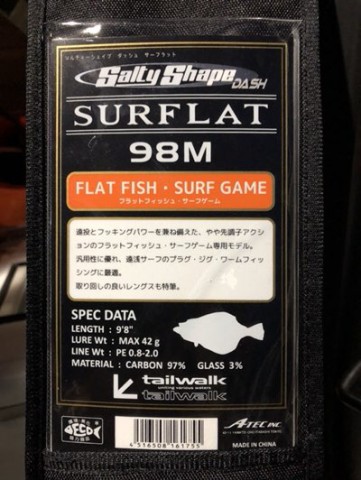 ソルティーシェイプ ダッシュ サーフラット
Salty Shape DASH
SURFLAT
98M
FLAT FISH・SURF GAME
フラットフィッシュ・サーフゲーム
遠投とフッキングパワーを兼ね備えた、やや先調子アクシ
ョンのフラットフィッシュ・サーフゲーム専用モデル。
汎用性に優れ、遠浅サーフのプラグ・ジグ・ワームフィッ
シングに最適。
取り回しの良いレングスも特筆。
SPEC DATA
LENGTH : 9'8"
LURE Wt : MAX 42 g
LINE Wt : PE 0.8-2.0
MATERIAL : CARBON 97% GLASS 3%
tailwalk
uniting various waters
tailwalk
FECO
A-TEC INC.
4 516508 161755
MADE IN CHINA